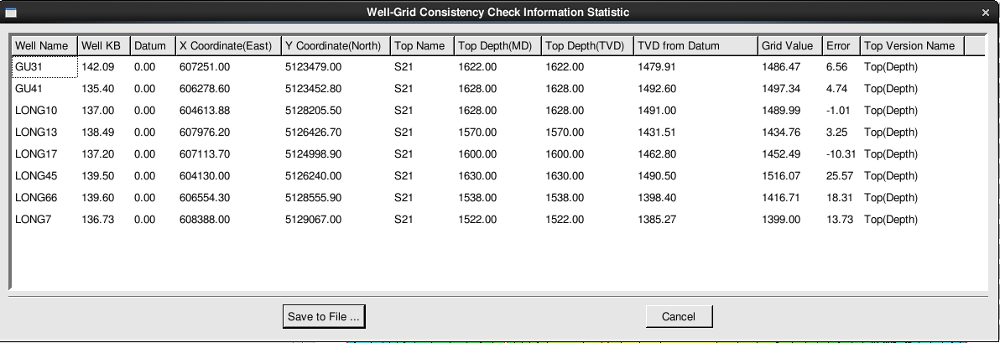 Well-Grid Consistency Check Information Statistic
Well Name Well KB Datum X Coordinate(East) Y Coordinate(North) Top Name Top Depth(MD) Top Depth(TVD) TVD from Datum Grid Value Error Top Version Name
GU31 142.09 0.00 607251.00 5123479.00 S21 1622.00 1622.00 1479.91 1486.47 6.56 Top(Depth)
GU41 135.40 0.00 606278.60 5123452.80 S21 1628.00 1628.00 1492.60 1497.34 4.74 Top(Depth)
LONG10 137.00 0.00 604613.88 5128205.50 S21 1628.00 1628.00 1491.00 1489.99 -1.01 Top(Depth)
LONG13 138.49 0.00 607976.20 5126426.70 S21 1570.00 1570.00 1431.51 1434.76 3.25 Top(Depth)
LONG17 137.20 0.00 607113.70 5124998.90 S21 1600.00 1600.00 1462.80 1452.49 -10.31 Top(Depth)
LONG45 139.50 0.00 604130.00 5126240.00 S21 1630.00 1630.00 1490.50 1516.07 25.57 Top(Depth)
LONG66 139.60 0.00 606554.30 5128555.90 S21 1538.00 1538.00 1398.40 1416.71 18.31 Top(Depth)
LONG7 136.73 0.00 608388.00 5129067.00 S21 1522.00 1522.00 1385.27 1399.00 13.73 Top(Depth)
Save to File ... Cancel